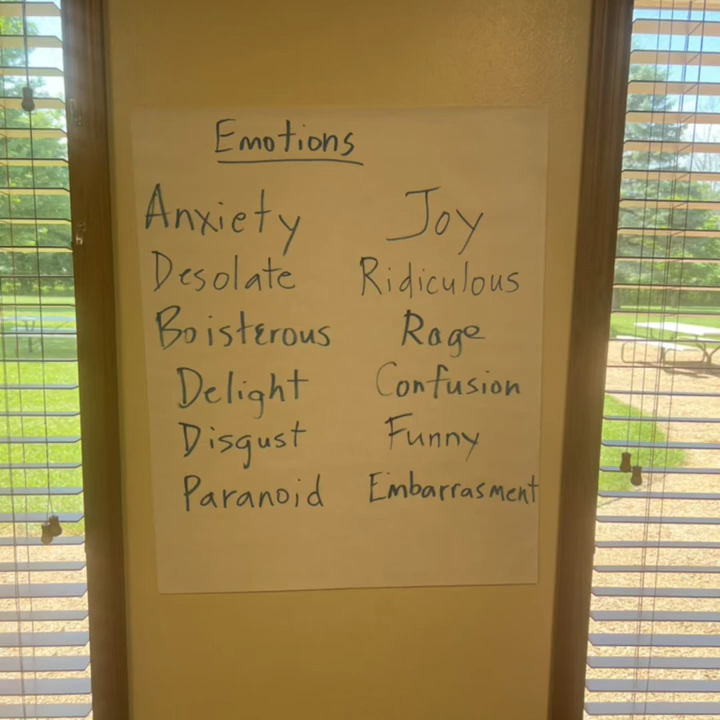 Emotions
Anxiety Joy
Desolate Ridiculous
Boisterous Rage
Delight Confusion
Disgust Funny
Paranoid Embarrasment